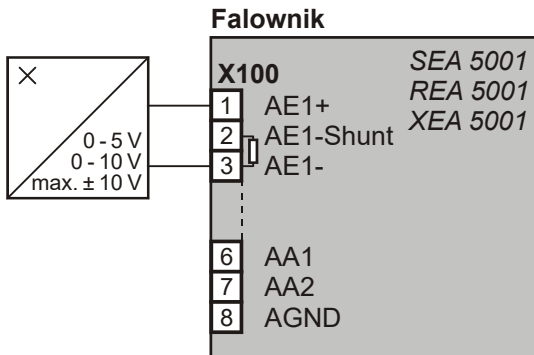 Falownik
X100
SEA 5001
REA 5001
XEA 5001
×
0 - 5 V
0 - 10 V
max. ± 10 V
1 AE1+
2 AE1-Shunt
3 AE1-
6 AA1
7 AA2
8 AGND